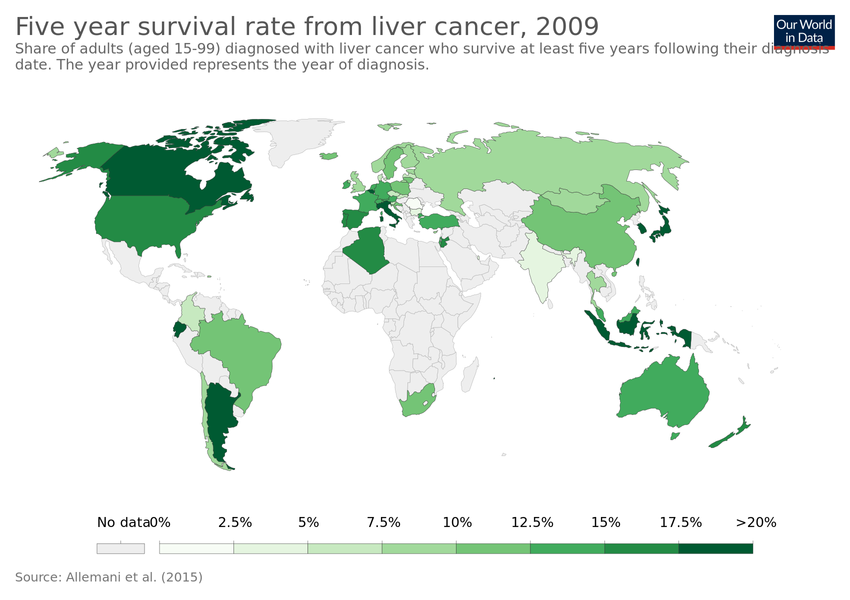 Five year survival rate from liver cancer, 2009
Our World
in Data
Share of adults (aged 15-99) diagnosed with liver cancer who survive at least five years following their diagnosis
date. The year provided represents the year of diagnosis.
No data 0% 2.5% 5% 7.5% 10% 12.5% 15% 17.5% >20%
Source: Allemani et al. (2015)